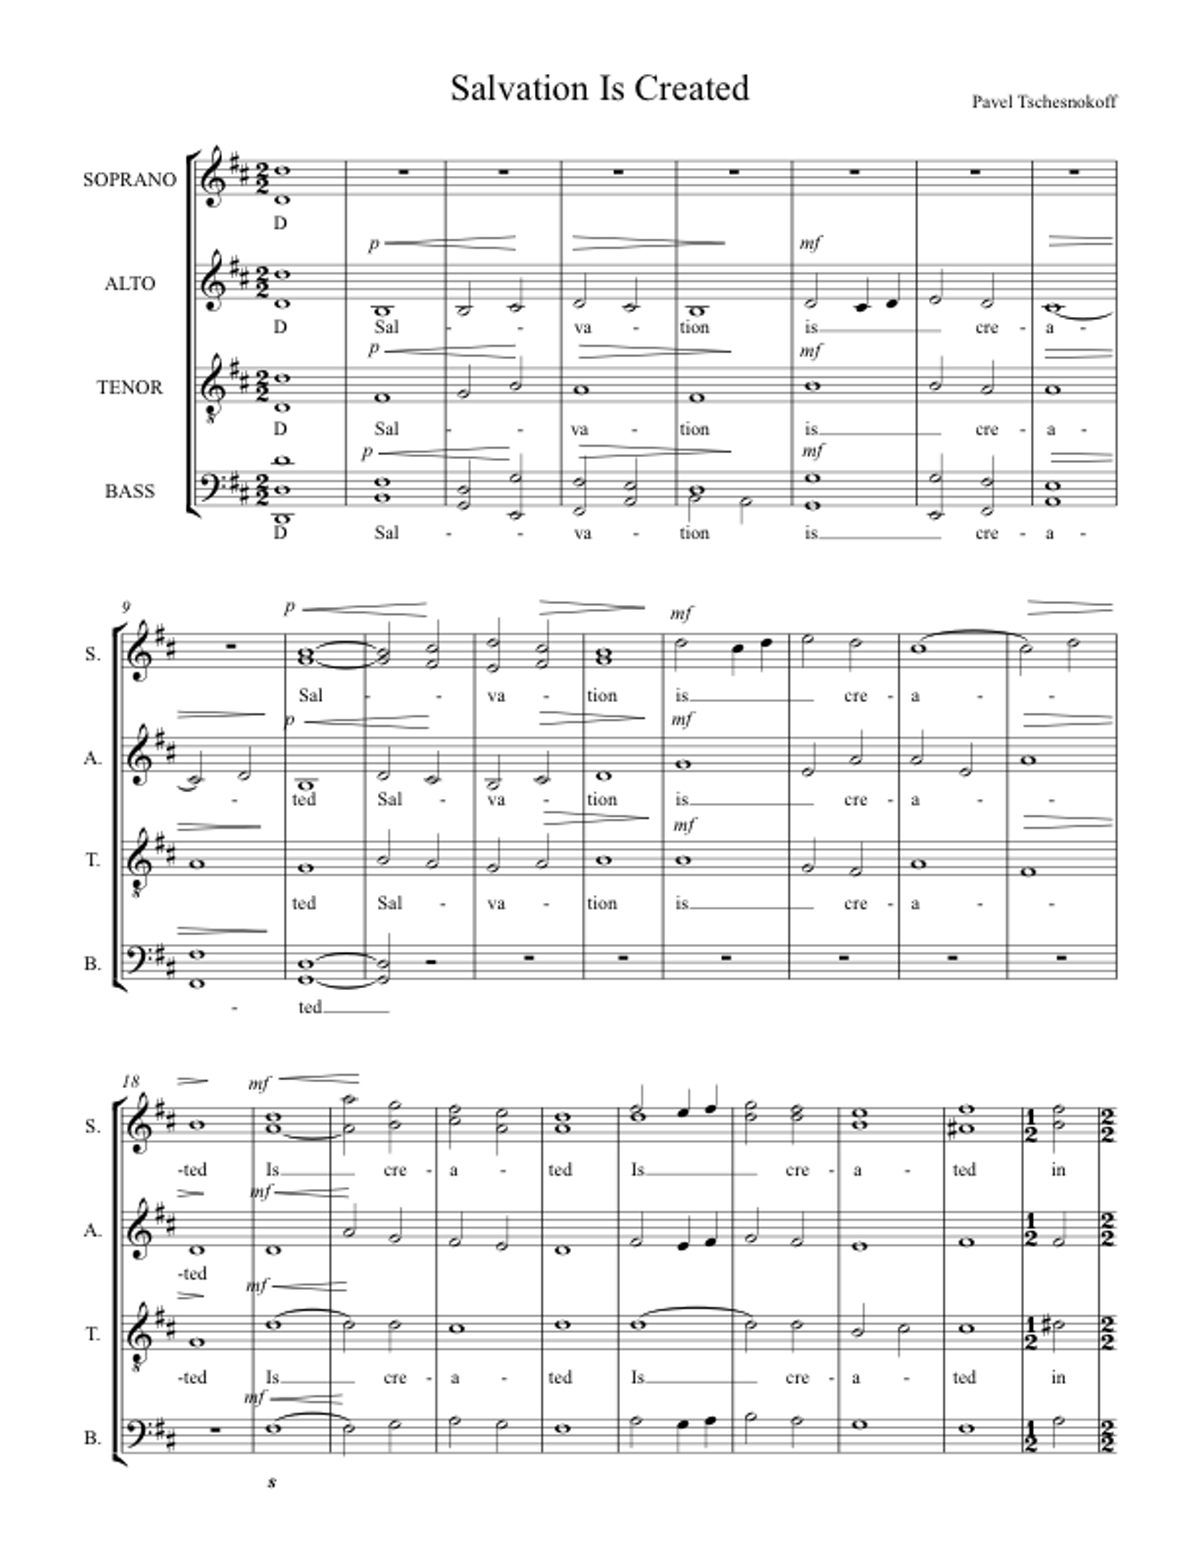 Salvation Is Created
Pavel Tschesnokoff
SOPRANO
D
p mf
ALTO
D Sal - - va - tion is cre - a -
p mf
TENOR
D Sal - - va - tion is cre - a -
p mf
BASS
D Sal - - va - tion is cre - a -
9
p mf
S.
Sal - - va - tion is cre - a - -
p mf
A.
- ted Sal - va - tion is cre - a - -
mf
T.
ted Sal - va - tion is cre - a - -
B.
- ted
18
mf
S.
-ted Is cre - a - ted Is cre - a - ted in
mf
A.
-ted
mf
T.
-ted Is cre - a - ted Is cre - a - ted in
mf
B.
s